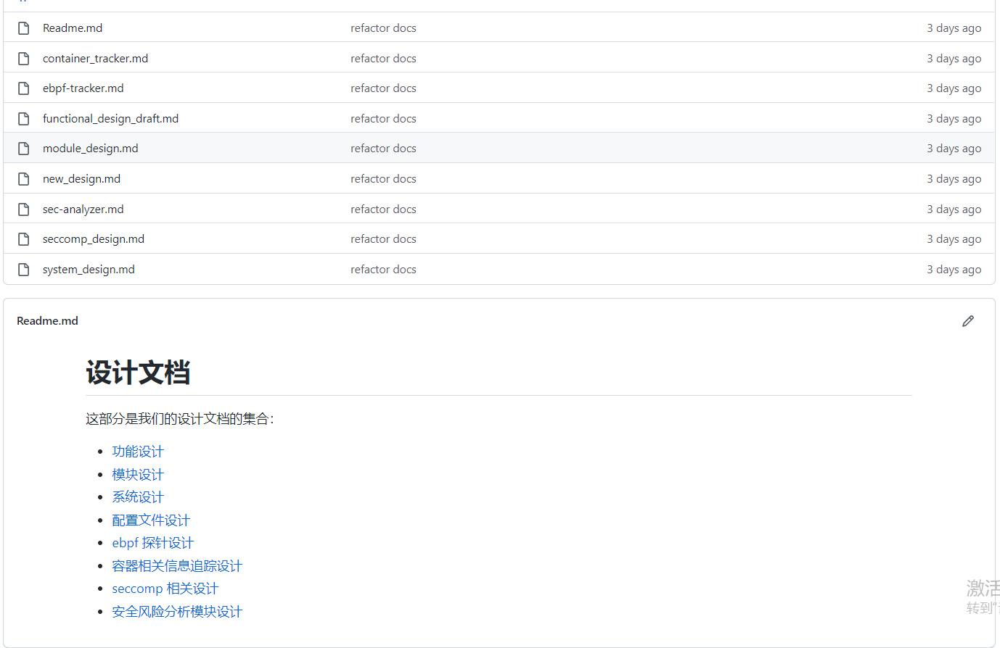 Readme.md refactor docs 3 days ago
container_tracker.md refactor docs 3 days ago
ebpf-tracker.md refactor docs 3 days ago
functional_design_draft.md refactor docs 3 days ago
module_design.md refactor docs 3 days ago
new_design.md refactor docs 3 days ago
sec-analyzer.md refactor docs 3 days ago
seccomp_design.md refactor docs 3 days ago
system_design.md refactor docs 3 days ago
Readme.md
设计文档
这部分是我们的设计文档的集合：
功能设计
模块设计
系统设计
配置文件设计
ebpf 探针设计
容器相关信息追踪设计
seccomp 相关设计
安全风险分析模块设计
激活
转到"